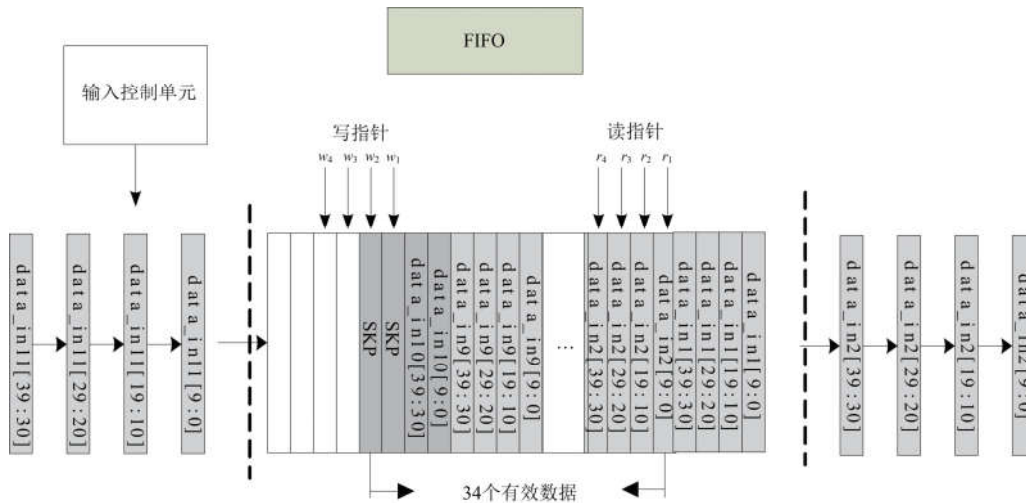 FIFO
输入控制单元
写指针
读指针
w4 w3 w2 w1
r4 r3 r2 r1
data_in11[39:30]
data_in11[29:20]
data_in11[19:10]
data_in11[9:0]
SKP
SKP
data_in10[39:30]
data_in10[9:0]
data_in9[39:30]
data_in9[29:20]
data_in9[19:10]
data_in9[9:0]
...
data_in2[39:30]
data_in2[29:20]
data_in2[19:10]
data_in2[9:0]
data_in1[39:30]
data_in1[29:20]
data_in1[19:10]
data_in1[9:0]
data_in2[39:30]
data_in2[29:20]
data_in2[19:10]
data_in2[9:0]
34个有效数据